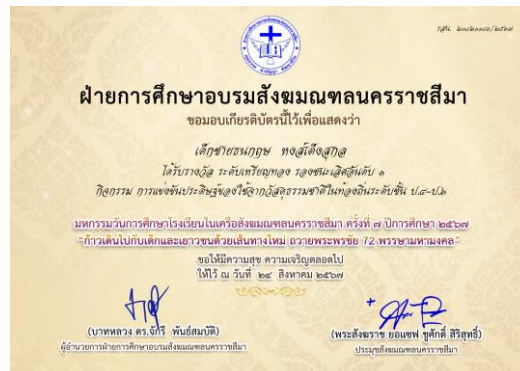 ฝ่ายการศึกษาอบรมสังฆมณฑลนครราชสีมา
ขอมอบเกียรติบัตรนี้ไว้เพื่อแสดงว่า
เด็กชายธนกฤษ
ได้รับรางวัล ระดับเหรียญทอง รองชนะเลิศอันดับ ๑
กิจกรรม การแข่งขันประดิษฐ์ของใช้จากวัสดุธรรมชาติในท้องถิ่นระดับชั้น ป.๔-ป.๖
มหกรรมวันการศึกษาโรงเรียนในเครือสังฆมณฑลนครราชสีมา ครั้งที่ ๗ ปีการศึกษา ๒๕๖๗
"ก้าวเดินไปกับเด็กและเยาวชนด้วยเส้นทางใหม่ ถวายพระพรชัย 72 พรรษามหามงคล"
ขอให้มีความสุข ความเจริญตลอดไป
ให้ไว้ ณ วันที่ ๒๔ สิงหาคม ๒๕๖๗
(บาทหลวง ดร.จักรี พันธ์สมบัติ)
ผู้อำนวยการฝ่ายการศึกษาอบรมสังฆมณฑลนครราชสีมา
(พระสังฆราช ยอแซฟ ชูศักดิ์ สิริสุทธิ์)
ประมุขสังฆมณฑลนครราชสีมา